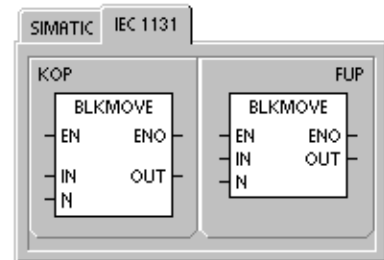 SIMATIC IEC 1131
KOP FUP
BLKMOVE BLKMOVE
EN ENO EN ENO
IN OUT IN OUT
N N